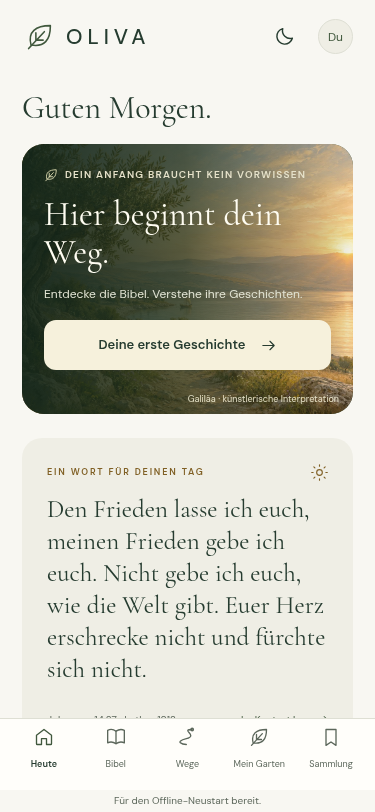 OLIVA
Du
Guten Morgen.
DEIN ANFANG BRAUCHT KEIN VORWISSEN
Hier beginnt dein
Weg.
Entdecke die Bibel. Verstehe ihre Geschichten.
Deine erste Geschichte
Galiläa · künstlerische Interpretation
EIN WORT FÜR DEINEN TAG
Den Frieden lasse ich euch,
meinen Frieden gebe ich
euch. Nicht gebe ich euch,
wie die Welt gibt. Euer Herz
erschrecke nicht und fürchte
sich nicht.
Heute
Bibel
Wege
Mein Garten
Sammlung
Für den Offline-Neustart bereit.